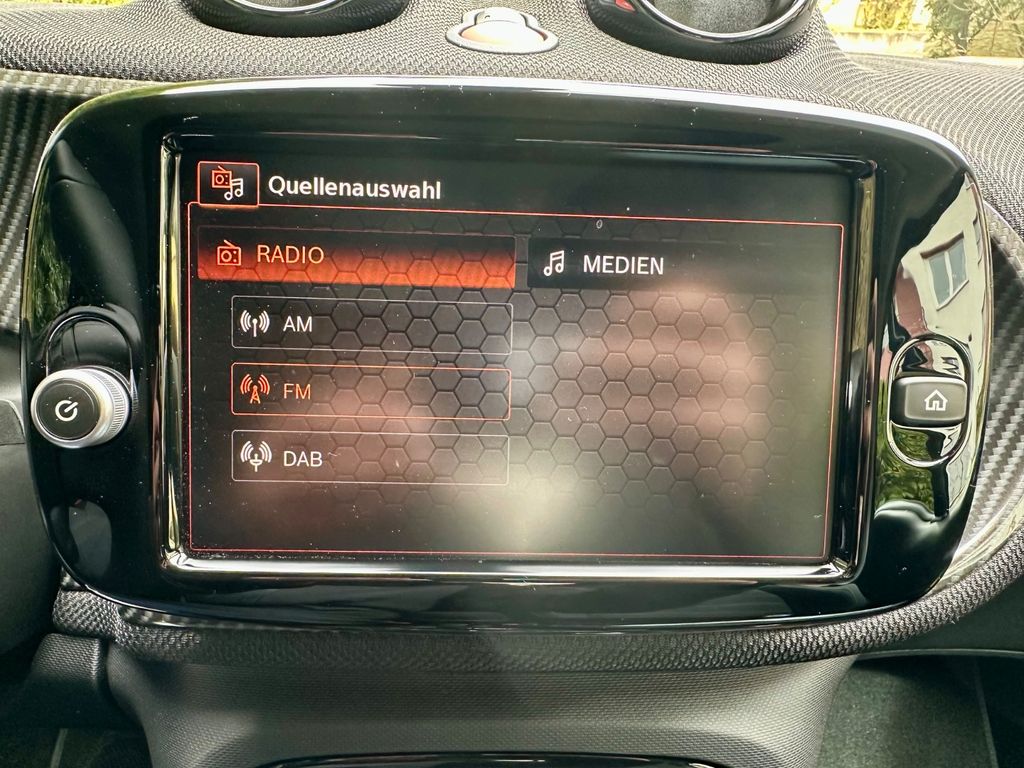 Quellenauswahl
RADIO
MEDIEN
AM
FM
DAB